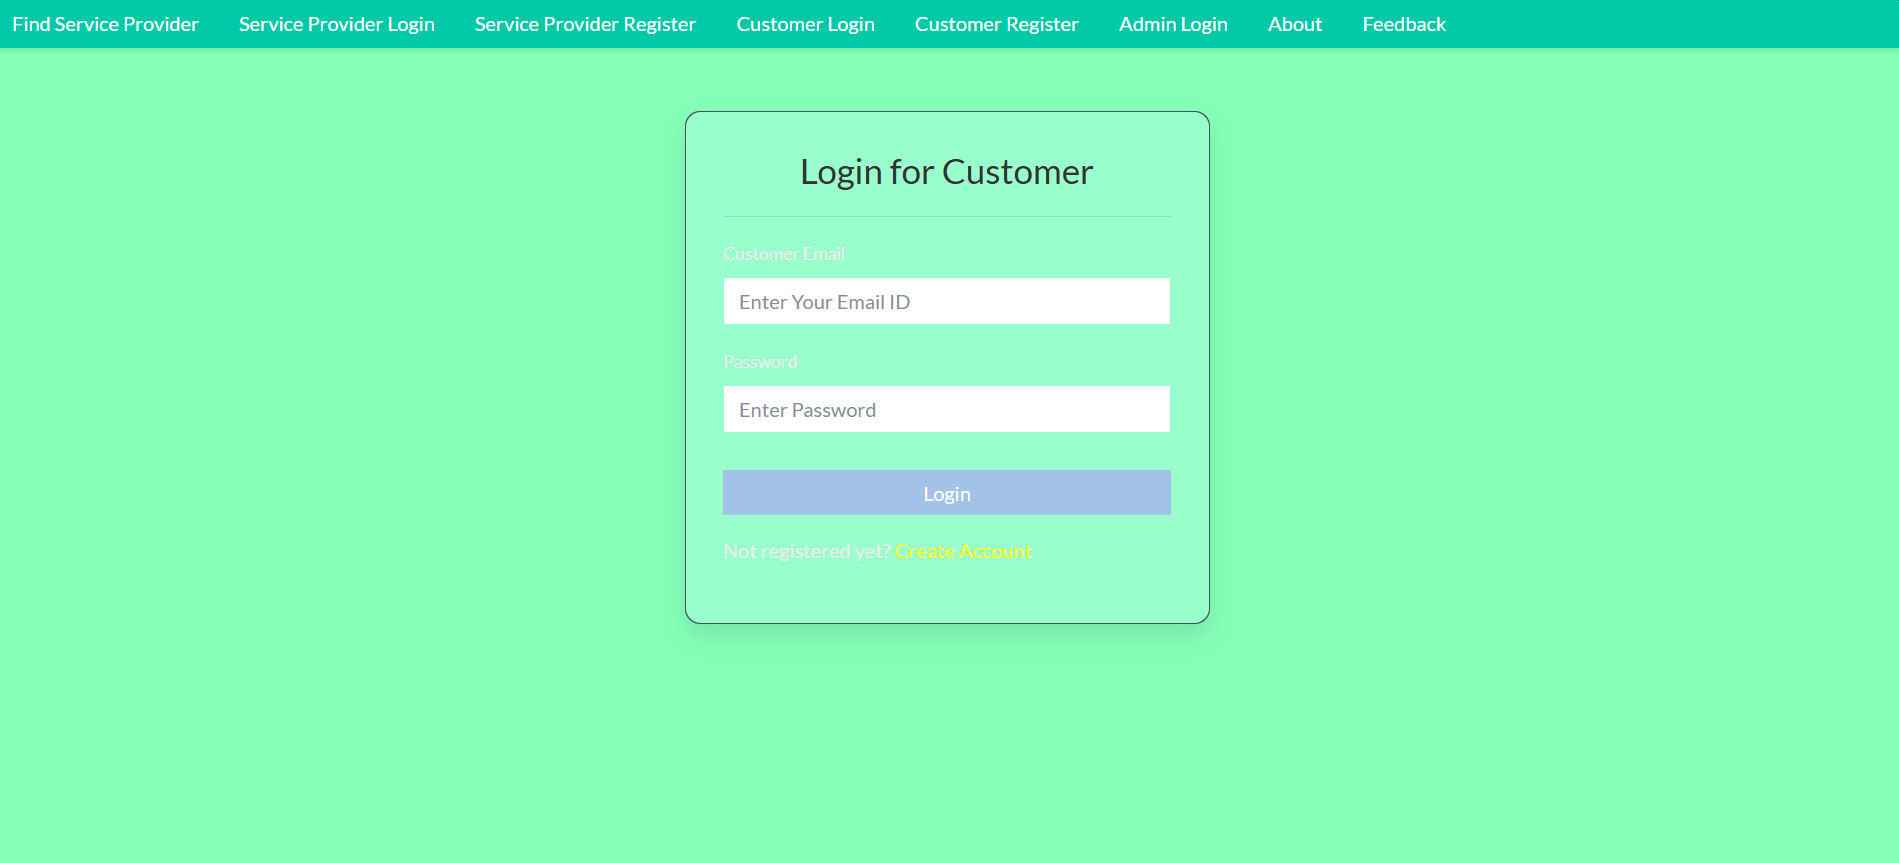 Find Service Provider Service Provider Login Service Provider Register Customer Login Customer Register Admin Login About Feedback
Login for Customer
Customer Email
Enter Your Email ID
Password
Enter Password
Login
Not registered yet? Create Account